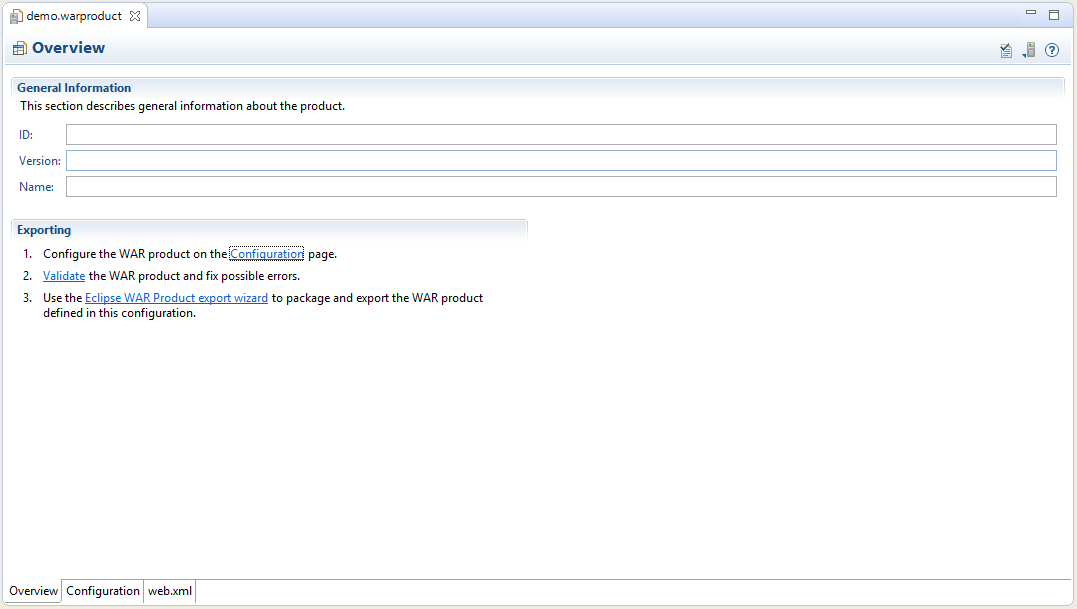 demo.warproduct
Overview
General Information
This section describes general information about the product.
ID:
Version:
Name:
Exporting
1. Configure the WAR product on the Configuration page.
2. Validate the WAR product and fix possible errors.
3. Use the Eclipse WAR Product export wizard to package and export the WAR product
defined in this configuration.
Overview Configuration web.xml